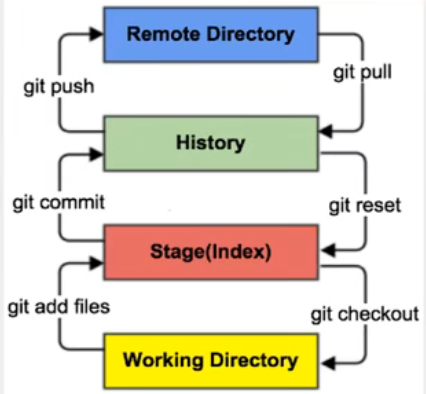 Remote Directory
git pull
git push
History
git commit
git reset
Stage(Index)
git add files
git checkout
Working Directory